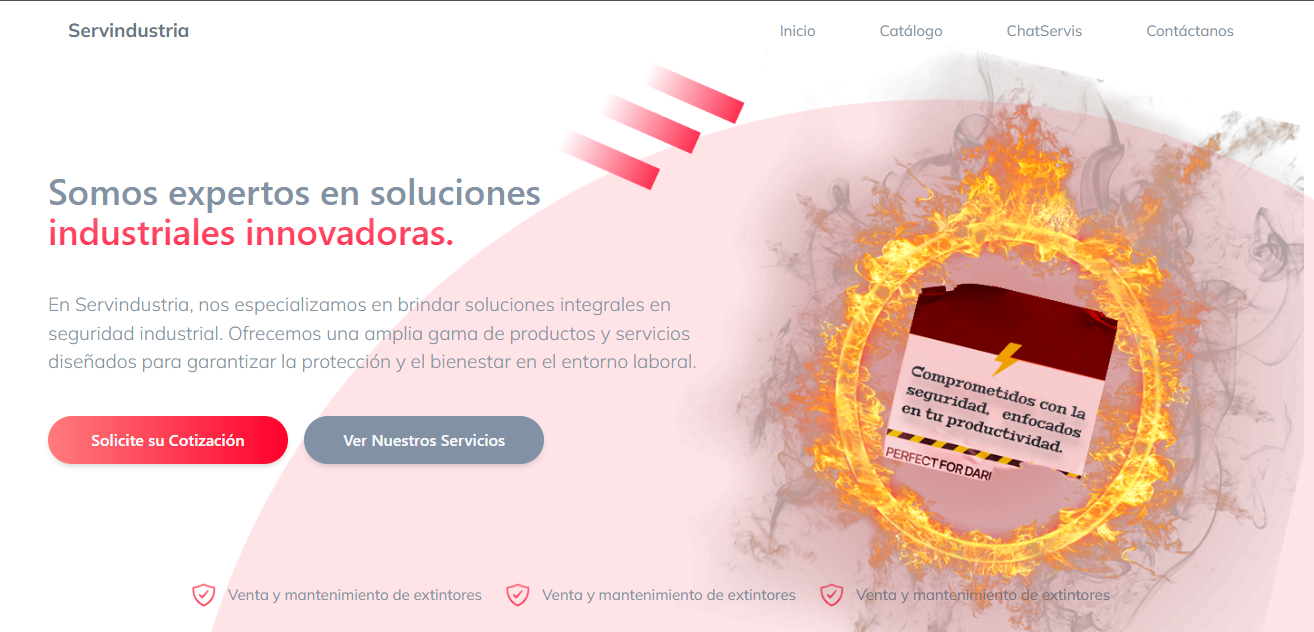 Servindustria
Inicio
Catálogo
ChatServis
Contáctanos
Somos expertos en soluciones
industriales innovadoras.
En Servindustria, nos especializamos en brindar soluciones integrales en
seguridad industrial. Ofrecemos una amplia gama de productos y servicios
diseñados para garantizar la protección y el bienestar en el entorno laboral.
Solicite su Cotización
Ver Nuestros Servicios
Comprometidos con la
seguridad, enfocados
en tu productividad.
PERFECT FOR DARI
Venta y mantenimiento de extintores
Venta y mantenimiento de extintores
Venta y mantenimiento de extintores